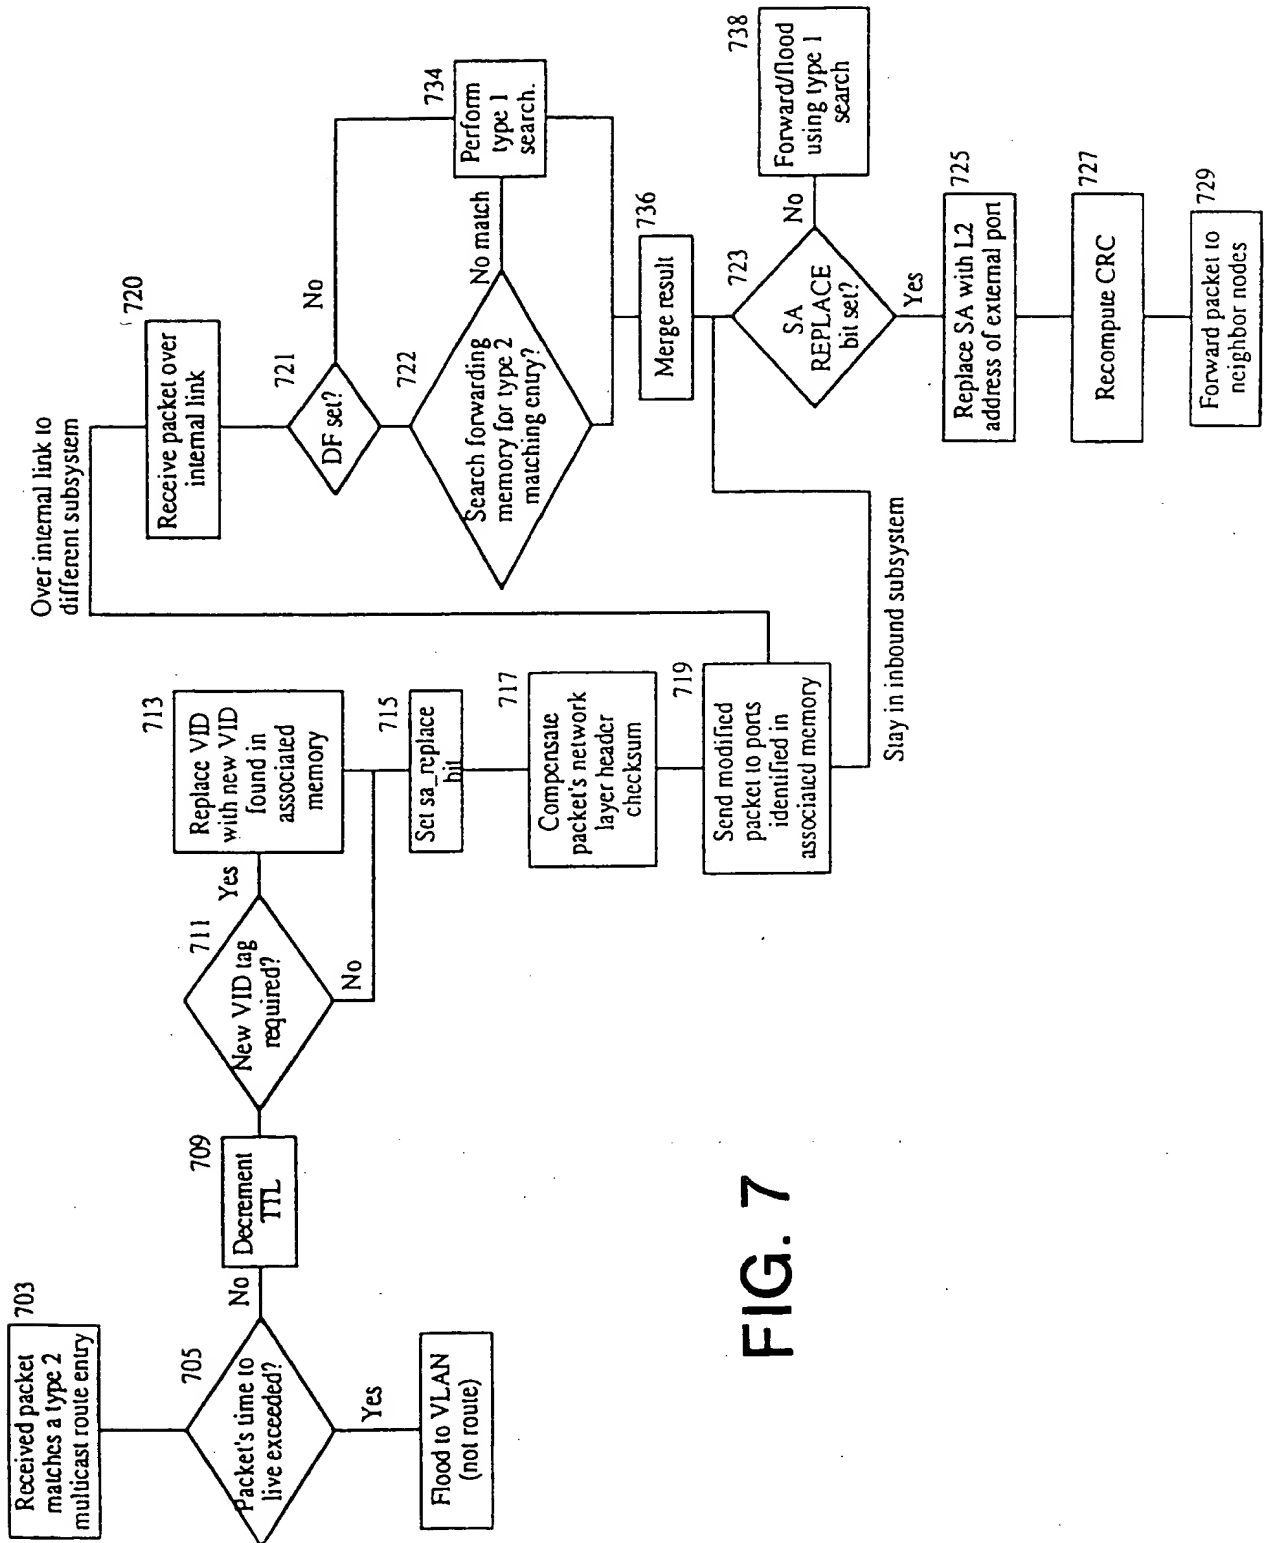 703
Received packet
matches a type 2
multicast route entry
705
Packet's time to
live exceeded?
Yes
Flood to VLAN
(not route)
No
709
Decrement
TTL
711
New VID tag
required?
Yes
No
713
Replace VID
with new VID
found in
associated
memory
715
Set sa_replace
bit
717
Compensate
packet's network
layer header
checksum
719
Send modified
packet to ports
identified in
associated memory
Over internal link to
different subsystem
Stay in inbound subsystem
720
Receive packet over
internal link
721
DF set?
No
722
Search forwarding
memory for type 2
matching entry?
No match
734
Perform
type 1
search.
736
Merge result
723
SA
REPLACE
bit set?
No
738
Forward/flood
using type 1
search
Yes
725
Replace SA with L2
address of external port
727
Recompute CRC
729
Forward packet to
neighbor nodes
FIG. 7